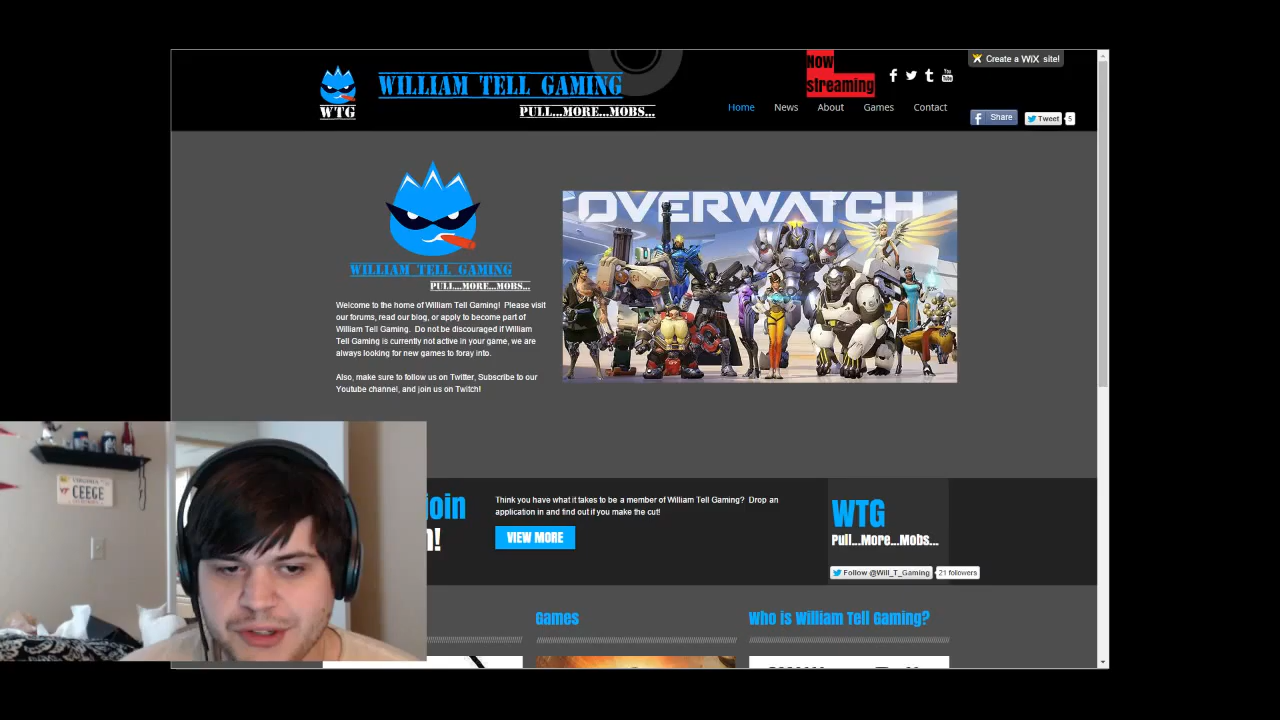 Now
streaming
Create a WiX site!
WILLIAM TELL GAMING
PULL...MORE...MOBS...
WTG
You
Tube
Home News About Games Contact
Share
Tweet
5
OVERWATCH
WILLIAM TELL GAMING
PULL...MORE...MOBS...
Welcome to the home of William Tell Gaming! Please visit
our forums, read our blog, or apply to become part of
William Tell Gaming. Do not be discouraged if William
Tell Gaming is currently not active in your game, we are
always looking for new games to foray into.
Also, make sure to follow us on Twitter, Subscribe to our
Youtube channel, and join us on Twitch!
VIRGINIA
CEEGE
join
!
Think you have what it takes to be a member of William Tell Gaming? Drop an
application in and find out if you make the cut!
VIEW MORE
WTG
Pull...More...Mobs...
Follow @Will_T_Gaming
21 followers
Games
Who is William Tell Gaming?